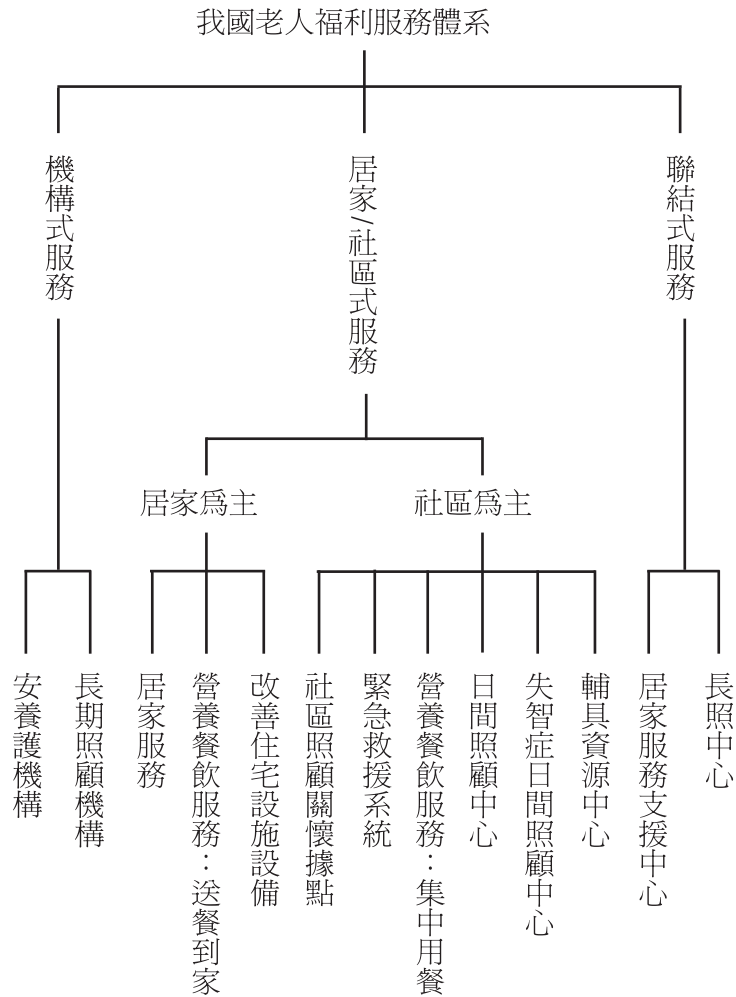 我國老人福利服務體系
機構式服務
居家/社區式服務
聯結式服務
居家爲主
社區爲主
安養護機構
長期照顧機構
居家服務
營養餐飲服務：送餐到家
改善住宅設施設備
社區照顧關懷據點
緊急救援系統
營養餐飲服務：集中用餐
日間照顧中心
失智症日間照顧中心
輔具資源中心
居家服務支援中心
長照中心